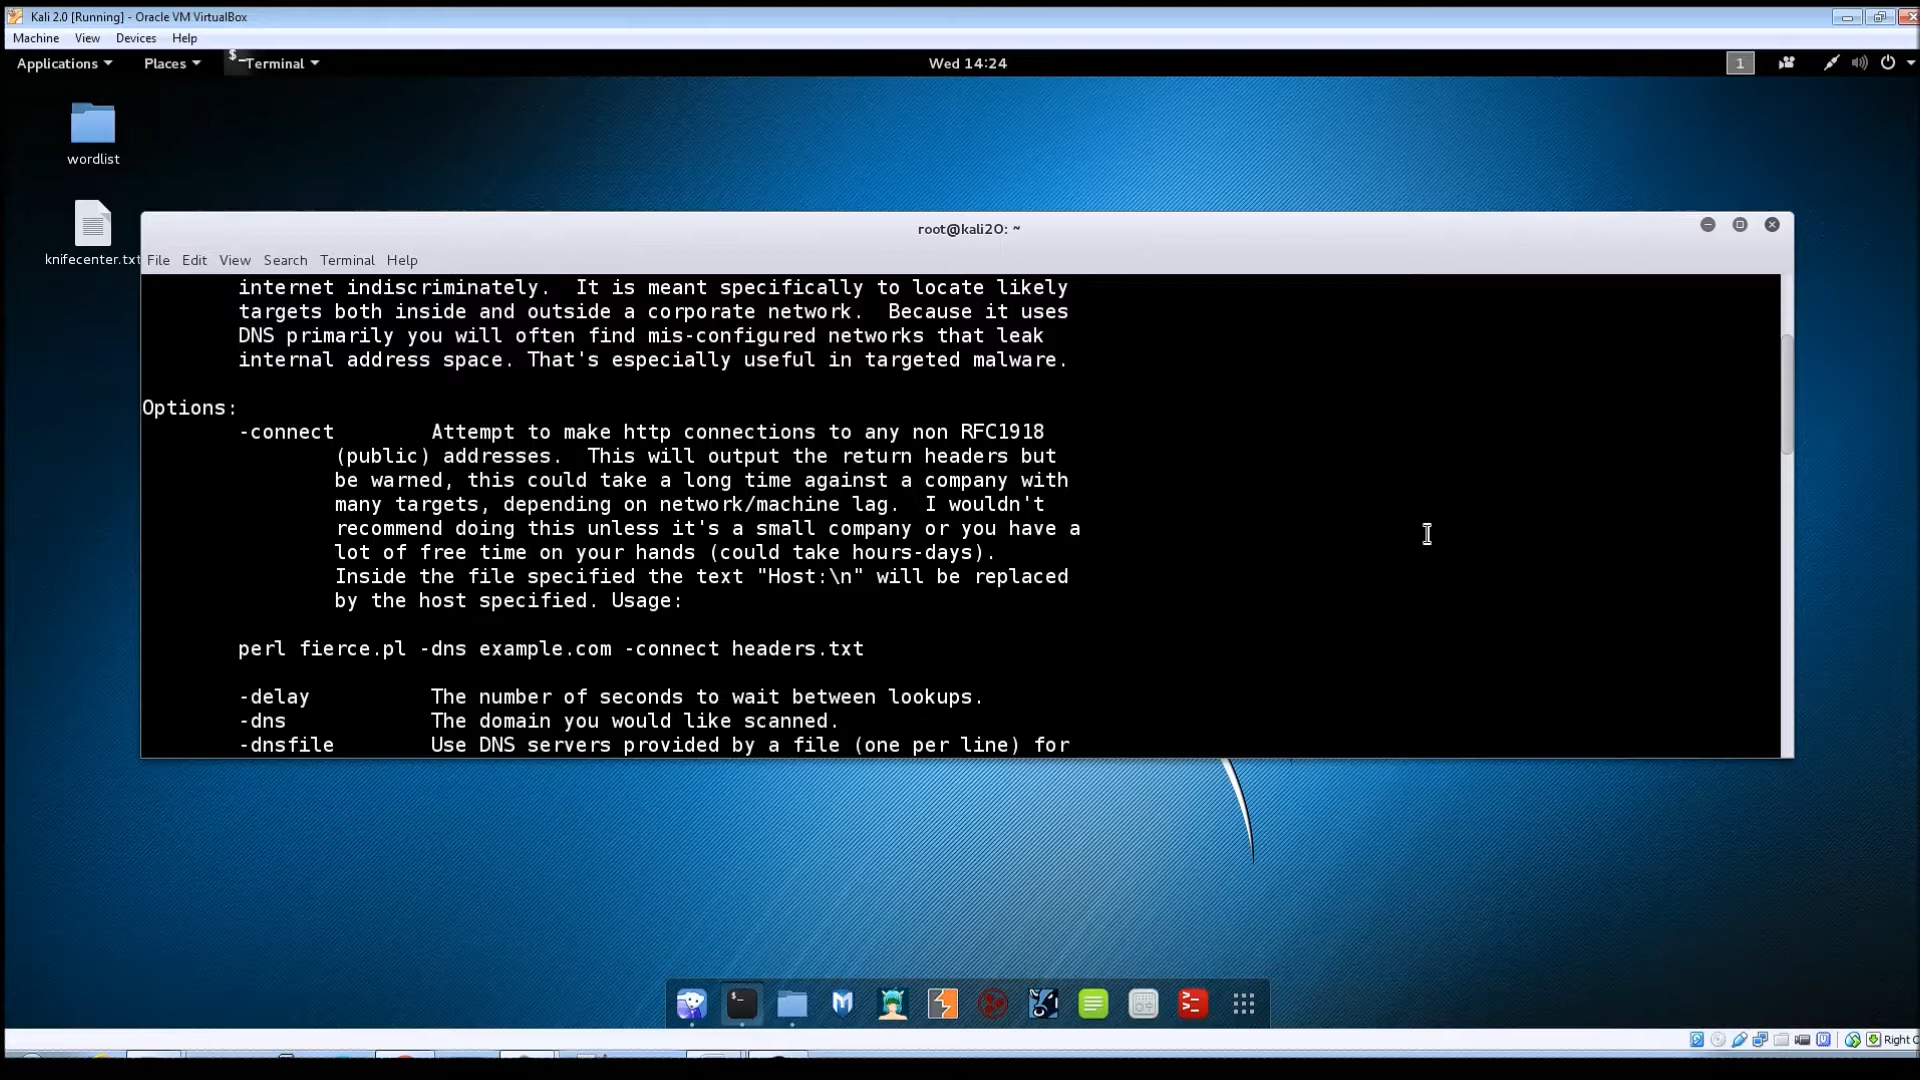 Kali 2.0 [Running] - Oracle VM VirtualBox
Machine View Devices Help
Applications Places Terminal Wed 14:24 1
wordlist
knifecenter.txt
root@kali20: ~
File Edit View Search Terminal Help
internet indiscriminately. It is meant specifically to locate likely
targets both inside and outside a corporate network. Because it uses
DNS primarily you will often find mis-configured networks that leak
internal address space. That's especially useful in targeted malware.
Options:
-connect Attempt to make http connections to any non RFC1918
(public) addresses. This will output the return headers but
be warned, this could take a long time against a company with
many targets, depending on network/machine lag. I wouldn't
recommend doing this unless it's a small company or you have a
lot of free time on your hands (could take hours-days).
Inside the file specified the text "Host:\n" will be replaced
by the host specified. Usage:
perl fierce.pl -dns example.com -connect headers.txt
-delay The number of seconds to wait between lookups.
-dns The domain you would like scanned.
-dnsfile Use DNS servers provided by a file (one per line) for
Right